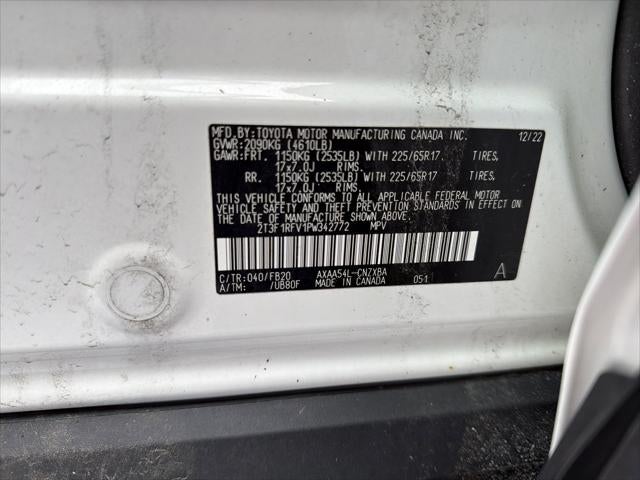 MFD.BY:TOYOTA MOTOR MANUFACTURING CANADA INC. 12/22
GVWR:2090KG (4610LB)
GAWR:FRT. 1150KG (2535LB) WITH 225/65R17. TIRES,
17x7.0J RIMS.
RR. 1150KG (2535LB) WITH 225/65R17 TIRES,
17x7.0J RIMS.
THIS VEHICLE CONFORMS TO ALL APPLICABLE FEDERAL MOTOR
VEHICLE SAFETY AND THEFT PREVENTION STANDARDS IN EFFECT
ON THE DATE OF MANUFACTURE SHOWN ABOVE.
2T3F1RFV1PW342772 MPV
C/TR:040/FB20 AXAA54L-CNZXBA
A/TM: /UB80F MADE IN CANADA 051 A